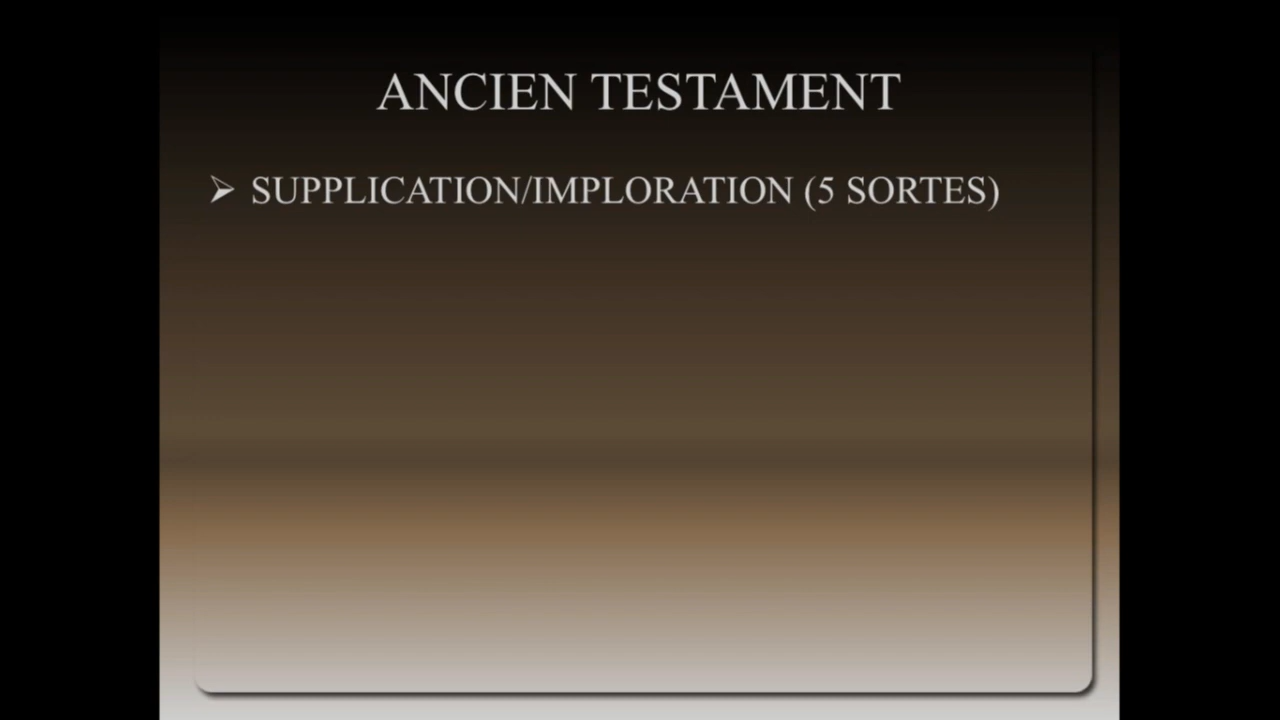 ANCIEN TESTAMENT
➢ SUPPLICATION/IMPLORATION (5 SORTES)